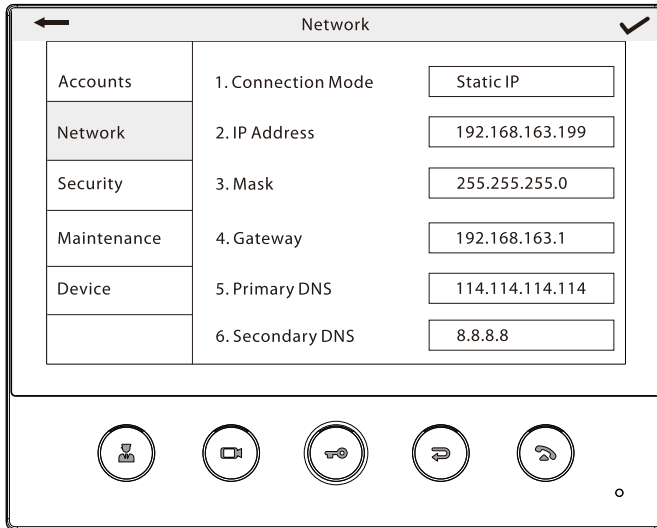 Network
Accounts
Network
Security
Maintenance
Device
1. Connection Mode Static IP
2. IP Address 192.168.163.199
3. Mask 255.255.255.0
4. Gateway 192.168.163.1
5. Primary DNS 114.114.114.114
6. Secondary DNS 8.8.8.8